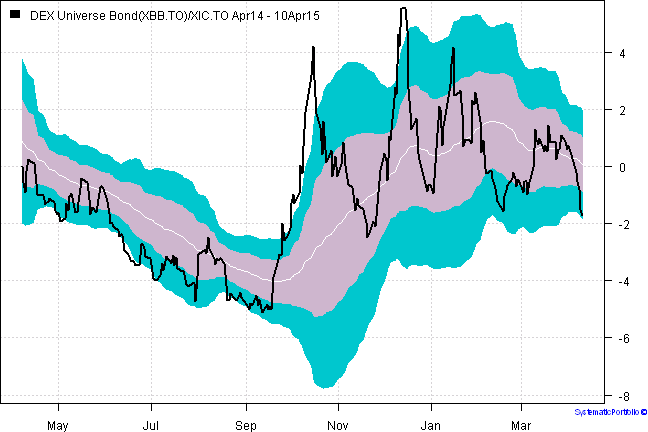 DEX Universe Bond(XBB.TO)/XIC.TO Apr14 - 10Apr15
4
2
0
-2
-4
-6
-8
May Jul Sep Nov Jan Mar
SystematicPortfolio ©